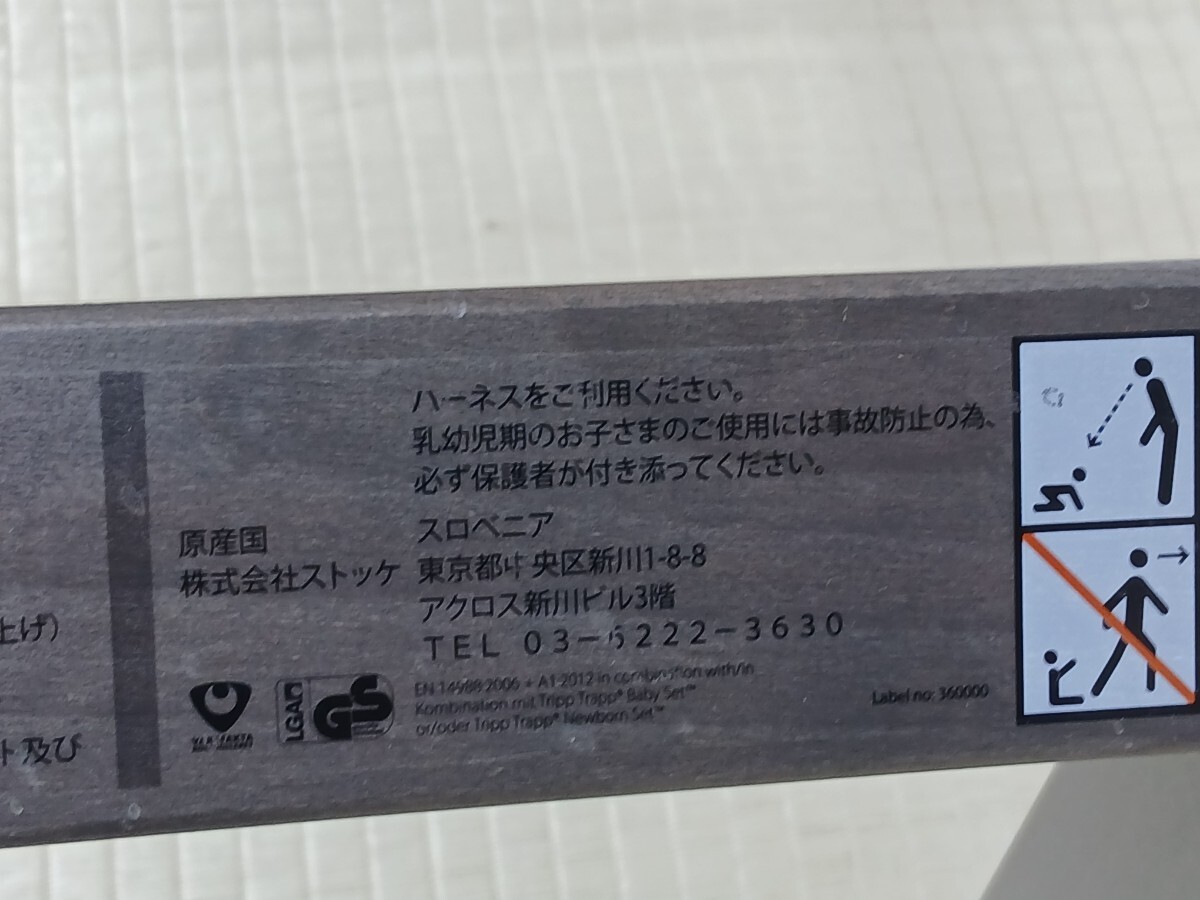 ハーネスをご利用ください。
乳幼児期のお子さまのご使用には事故防止の為、
必ず保護者が付き添ってください。
原産国 スロベニア
株式会社ストッケ 東京都中央区新川1-8-8
アクロス新川ビル3階
TEL 03-6222-3630
上げ）
ト及び
LGA
GS
EN 14988:2006 + A1:2012 in combination with/in
Kombination mit Tripp Trapp® Baby Set™
or/oder Tripp Trapp® Newborn Set™
Label no: 360000